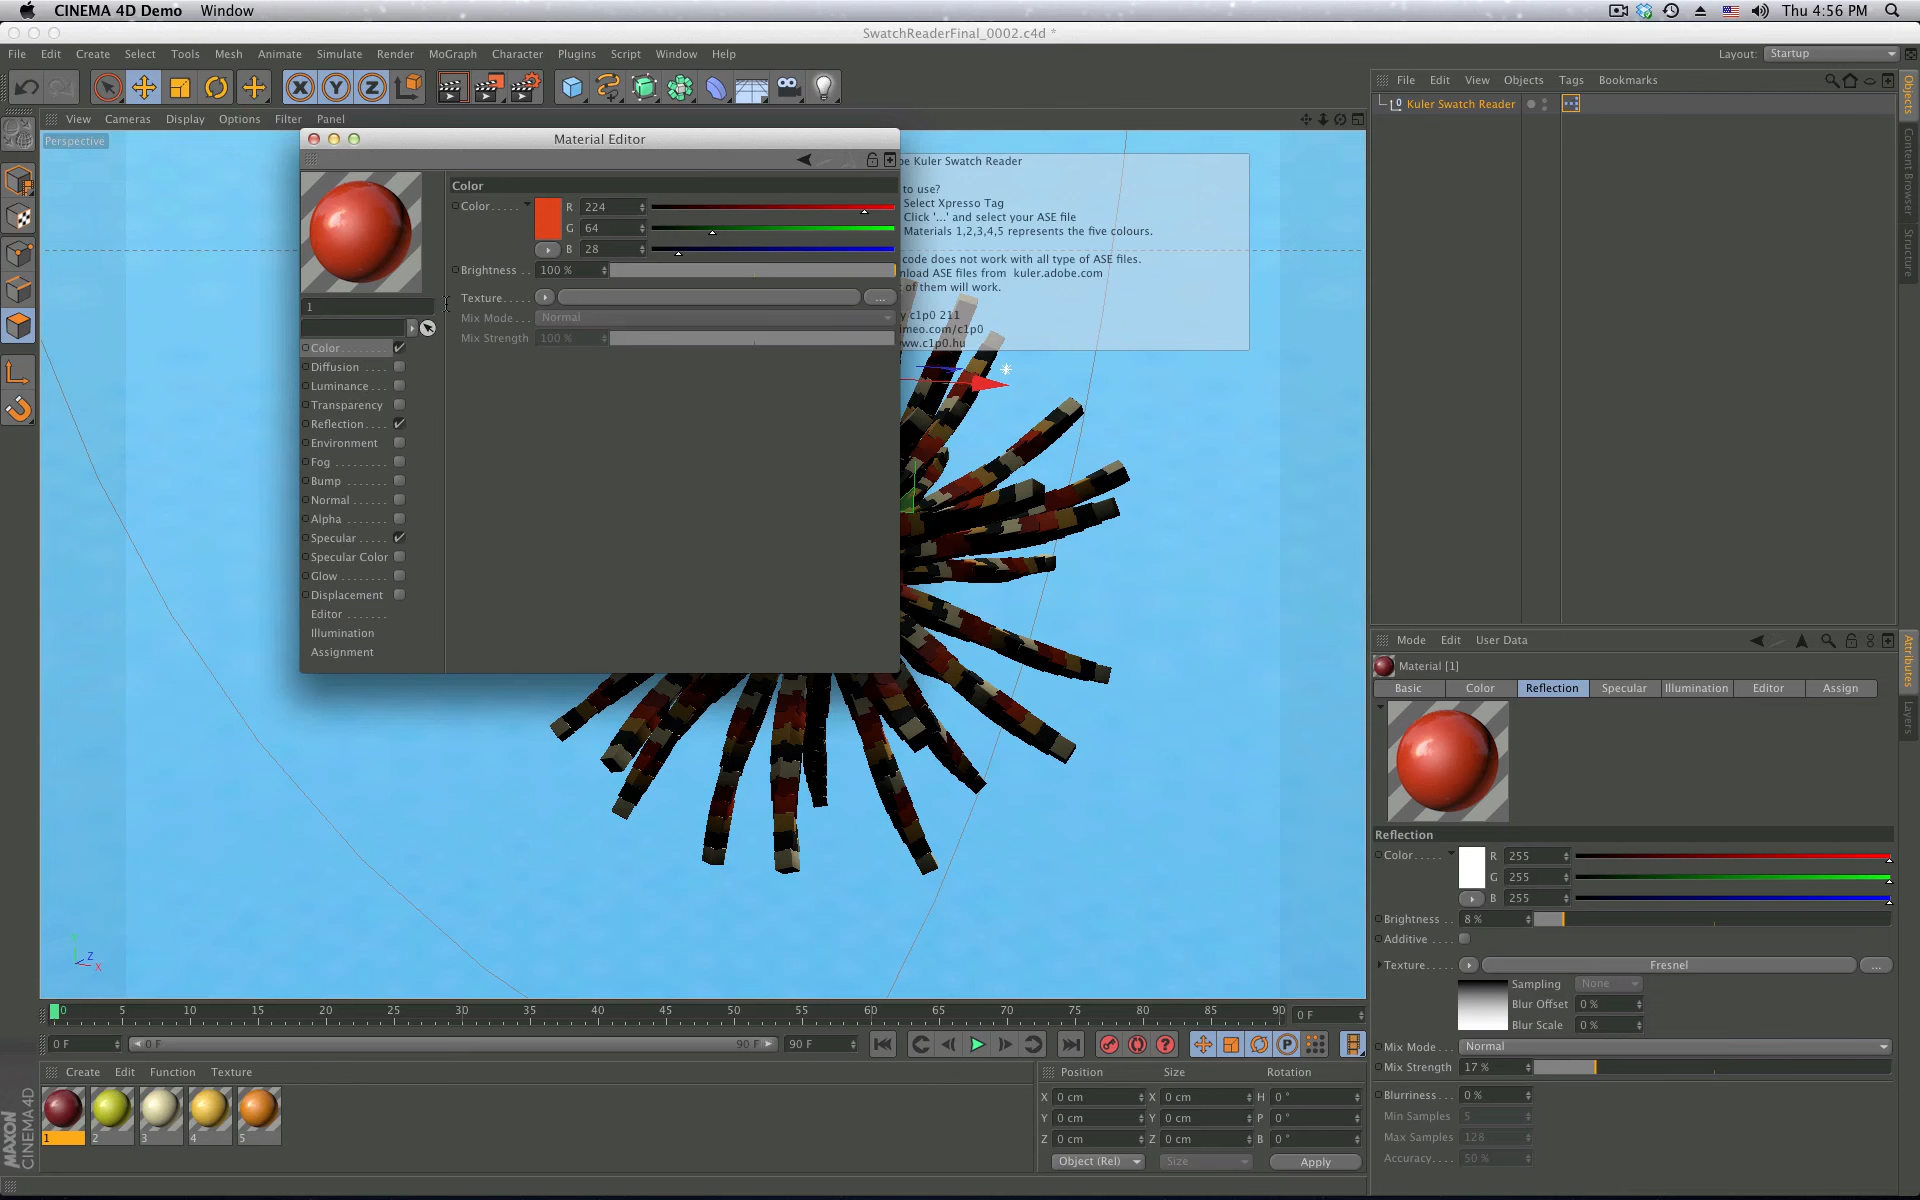 CINEMA 4D Demo Window
Thu 4:56 PM
SwatchReaderFinal_0002.c4d *
File Edit Create Select Tools Mesh Animate Simulate Render MoGraph Character Plugins Script Window Help
Layout: Startup
View Cameras Display Options Filter Panel
Perspective
Material Editor
Color
Color
R 224
G 64
B 28
Brightness 100 %
Texture
...
Mix Mode Normal
Mix Strength 100 %
1
Color
Diffusion
Luminance
Transparency
Reflection
Environment
Fog
Bump
Normal
Alpha
Specular
Specular Color
Glow
Displacement
Editor
Illumination
Assignment
Kuler Swatch Reader
to use?
Select Xpresso Tag
Click '...' and select your ASE file
Materials 1,2,3,4,5 represents the five colours.
code does not work with all type of ASE files.
ASE files from kuler.adobe.com
of them will work.
c1p0 211
imeo.com/c1p0
ww.c1p0.hu
Y Z X
0 5 10 15 20 25 30 35 40 45 50 55 60 65 70 75 80 85 90
0 F
0 F 0 F 90 F 90 F
Create Edit Function Texture
1 2 3 4 5
MAXON
CINEMA 4D
Position Size Rotation
X 0 cm X 0 cm H 0 °
Y 0 cm Y 0 cm P 0 °
Z 0 cm Z 0 cm B 0 °
Object (Rel) Size Apply
File Edit View Objects Tags Bookmarks
Kuler Swatch Reader
Objects
Content Browser
Structure
Mode Edit User Data
Material [1]
Basic Color Reflection Specular Illumination Editor Assign
Reflection
Color
R 255
G 255
B 255
Brightness 8 %
Additive
Texture Fresnel ...
Sampling None
Blur Offset 0 %
Blur Scale 0 %
Mix Mode Normal
Mix Strength 17 %
Blurriness 0 %
Min Samples 5
Max Samples 128
Accuracy 50 %
Attributes
Layers